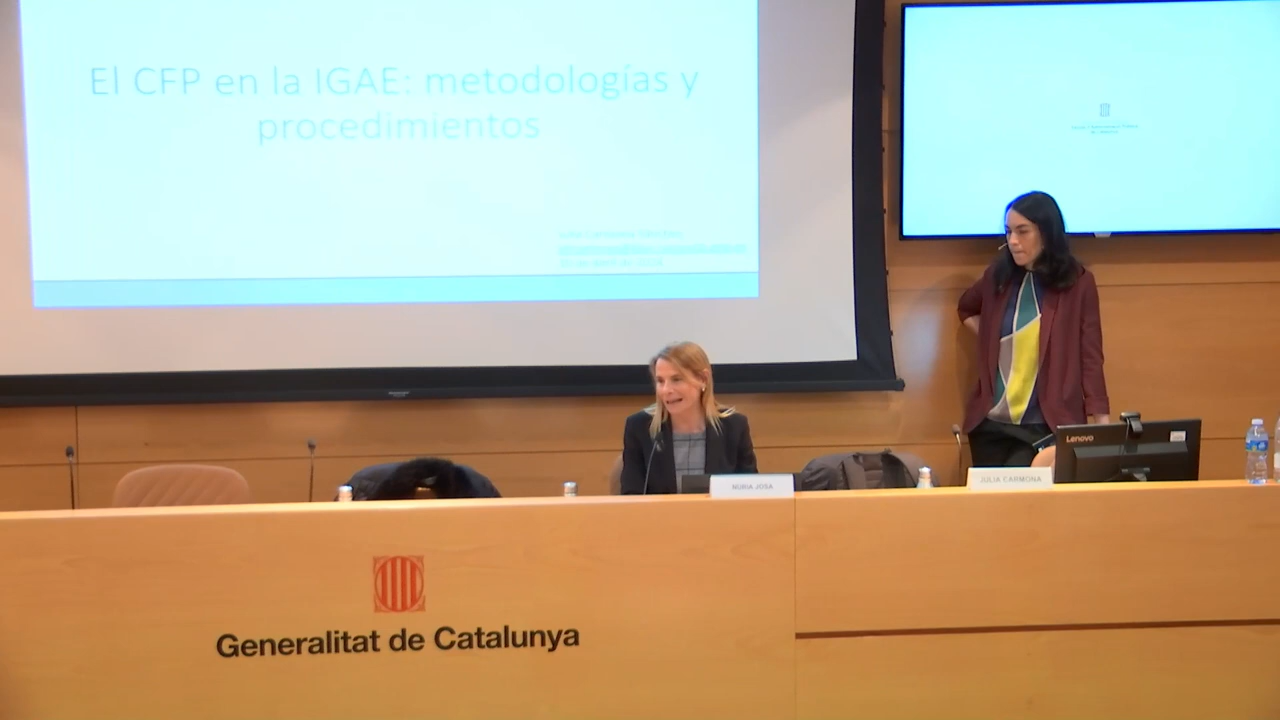 El CFP en la IGAE: metodologías y
procedimientos
NURIA JOSA
JULIA CARMONA
Lenovo
Generalitat de Catalunya